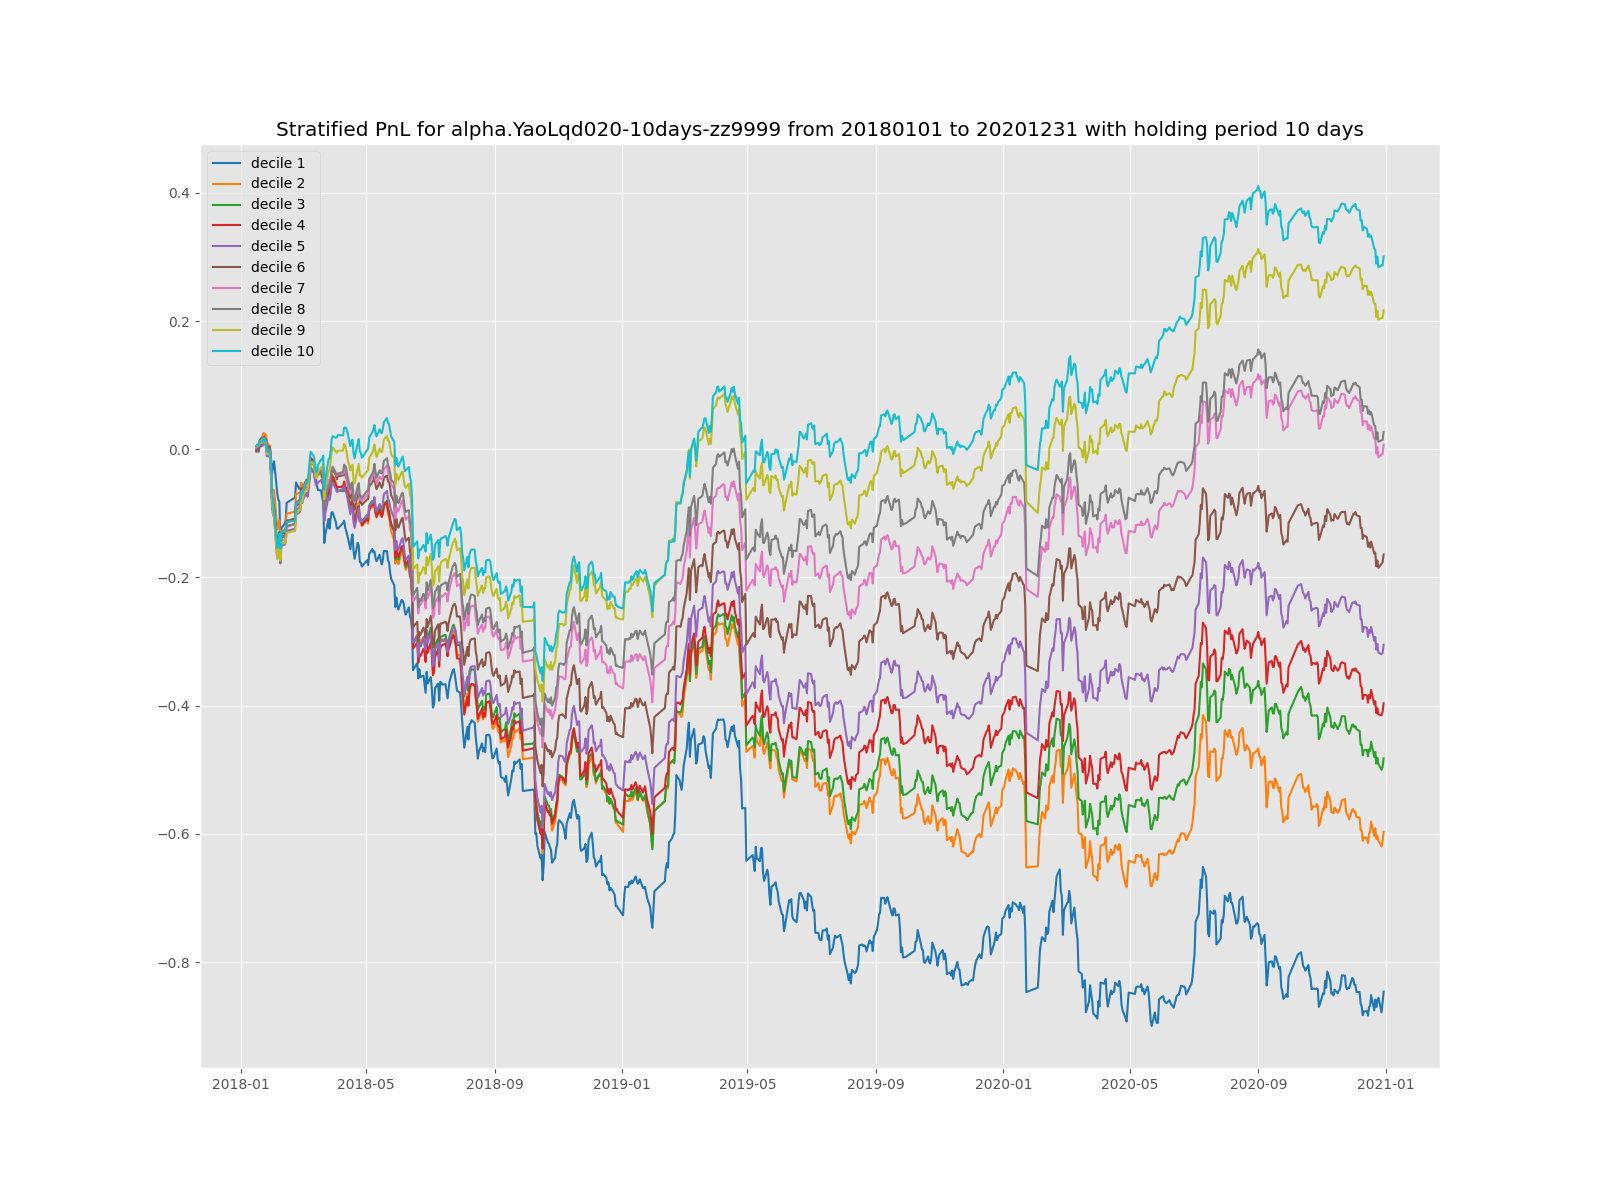 Stratified PnL for alpha.YaoLqd020-10days-zz9999 from 20180101 to 20201231 with holding period 10 days
decile 1
decile 2
decile 3
decile 4
decile 5
decile 6
decile 7
decile 8
decile 9
decile 10
0.4
0.2
0.0
−0.2
−0.4
−0.6
−0.8
2018-01 2018-05 2018-09 2019-01 2019-05 2019-09 2020-01 2020-05 2020-09 2021-01